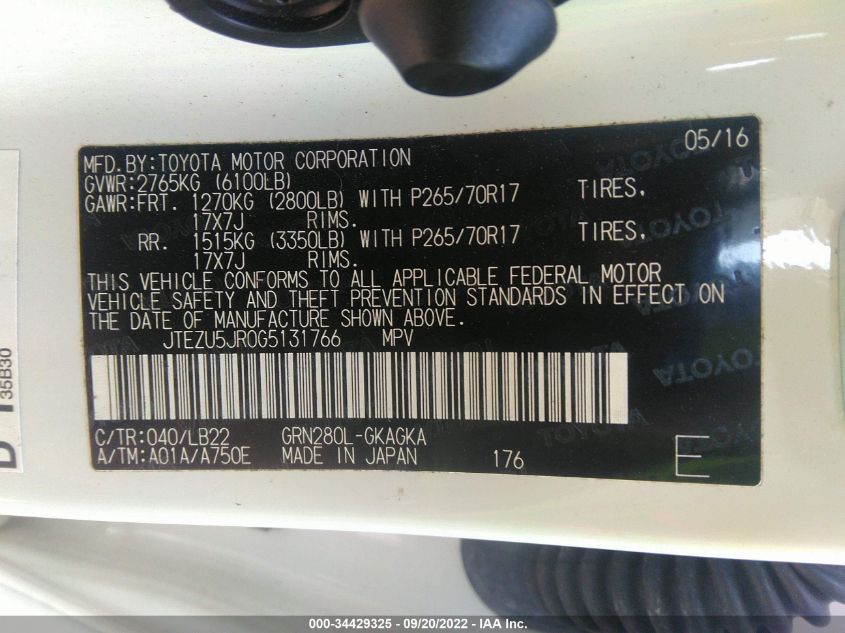 05/16
MFD.BY:TOYOTA MOTOR CORPORATION
GVWR:2765KG (6100LB)
GAWR:FRT. 1270KG (2800LB) WITH P265/70R17 TIRES,
17X7J RIMS.
RR. 1515KG (3350LB) WITH P265/70R17 TIRES,
17X7J RIMS.
THIS VEHICLE CONFORMS TO ALL APPLICABLE FEDERAL MOTOR
VEHICLE SAFETY AND THEFT PREVENTION STANDARDS IN EFFECT ON
THE DATE OF MANUFACTURE SHOWN ABOVE.
JTEZU5JR0G5131766 MPV
C/TR:040/LB22 GRN280L-GKAGKA
A/TM:A01A/A750E MADE IN JAPAN 176 E
35B30
TOYOTA
TOYOTA
TOYOTA
000-34429325 - 09/20/2022 - IAA Inc.